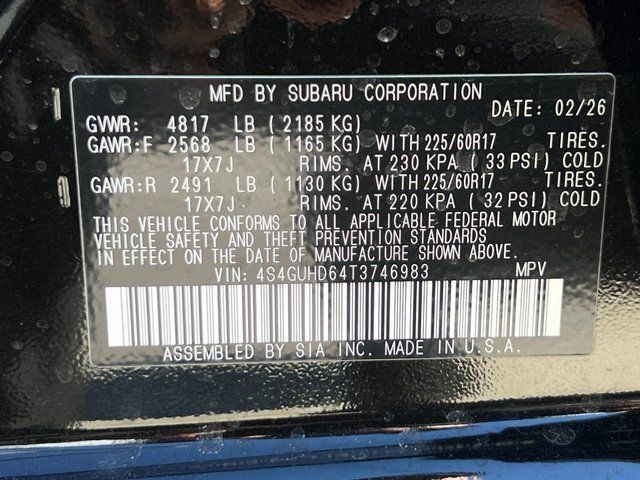 MFD BY SUBARU CORPORATION
DATE: 02/26
GVWR: 4817 LB (2185 KG)
GAWR:F 2568 LB (1165 KG) WITH 225/60R17 TIRES.
17X7J RIMS. AT 230 KPA (33 PSI) COLD
GAWR:R 2491 LB (1130 KG) WITH 225/60R17 TIRES.
17X7J RIMS. AT 220 KPA (32 PSI) COLD
THIS VEHICLE CONFORMS TO ALL APPLICABLE FEDERAL MOTOR
VEHICLE SAFETY AND THEFT PREVENTION STANDARDS
IN EFFECT ON THE DATE OF MANUFACTURE SHOWN ABOVE.
VIN: 4S4GUHD64T3746983 MPV
ASSEMBLED BY SIA INC. MADE IN U.S.A.